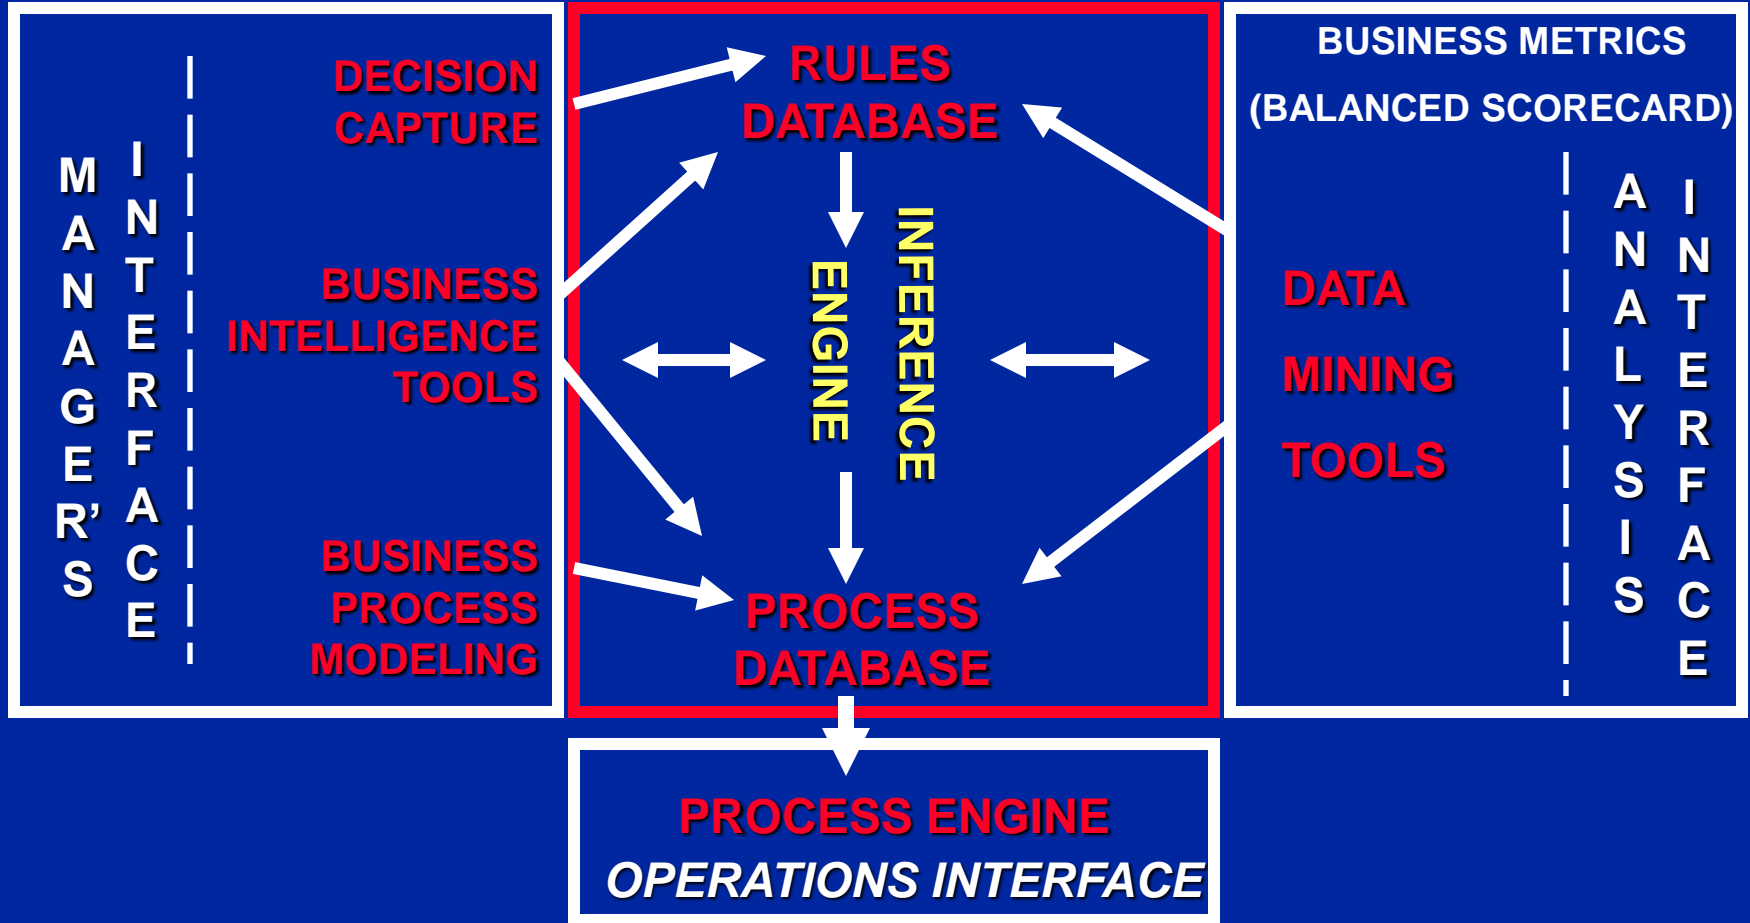 MANAGER'S
INTERFACE
DECISION
CAPTURE
BUSINESS
INTELLIGENCE
TOOLS
BUSINESS
PROCESS
MODELING
RULES
DATABASE
INFERENCE
ENGINE
PROCESS
DATABASE
BUSINESS METRICS
(BALANCED SCORECARD)
DATA
MINING
TOOLS
ANALYSIS
INTERFACE
PROCESS ENGINE
OPERATIONS INTERFACE